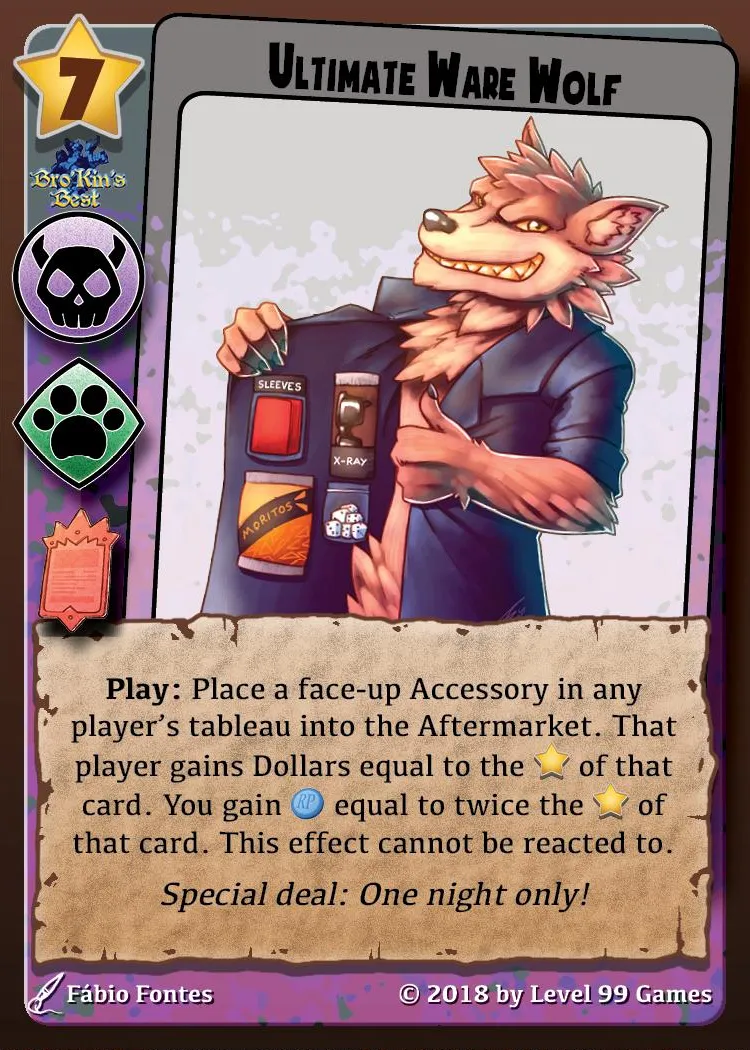 7
Ultimate Ware Wolf
Bro'Kin's
Best
SLEEVES
X-RAY
MORITOS
Play: Place a face-up Accessory in any
player's tableau into the Aftermarket. That
player gains Dollars equal to the of that
card. You gain RP equal to twice the of
that card. This effect cannot be reacted to.
Special deal: One night only!
Fábio Fontes
© 2018 by Level 99 Games